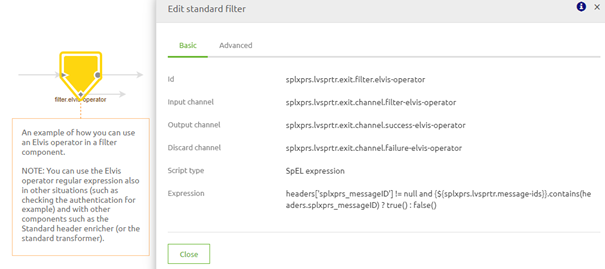 Edit standard filter
Basic
Advanced
Id
splxprs.lvsprtr.exit.filter.elvis-operator
Input channel
splxprs.lvsprtr.exit.channel.filter-elvis-operator
Output channel
splxprs.lvsprtr.exit.channel.success-elvis-operator
Discard channel
splxprs.lvsprtr.exit.channel.failure-elvis-operator
Script type
SpEL expression
Expression
headers['splxprs_messageID'] != null and {${splxprs.lvsprtr.message-ids}}.contains(he
aders.splxprs_messageID) ? true() : false()
Close
filter.elvis-operator
An example of how you can use
an Elvis operator in a filter
component.
NOTE: You can use the Elvis
operator regular expression also
in other situations (such as
checking the authentication for
example) and with other
components such as the
Standard header enricher (or the
standard transformer).